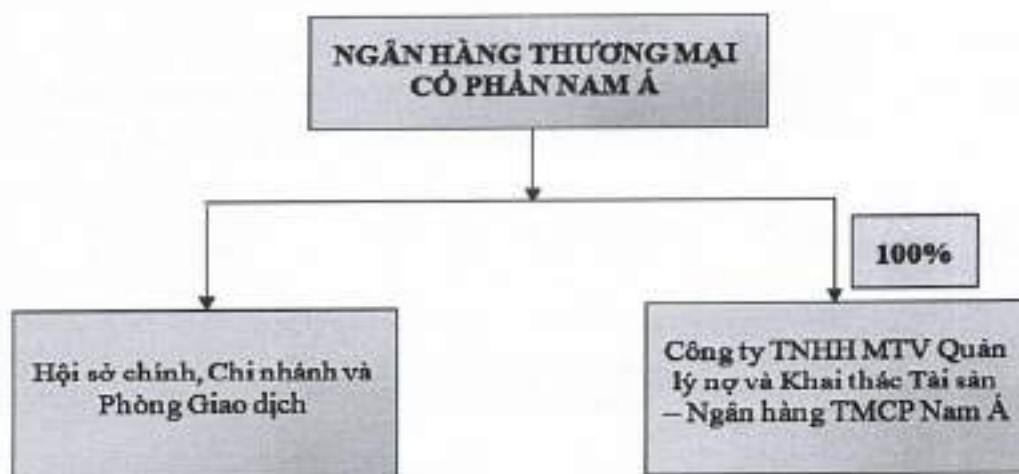 NGÂN HÀNG THƯƠNG MẠI
CỔ PHẦN NAM Á
100%
Hội sở chính, Chi nhánh và
Phòng Giao dịch
Công ty TNHH MTV Quản
lý nợ và Khai thác Tài sản
– Ngân hàng TMCP Nam Á